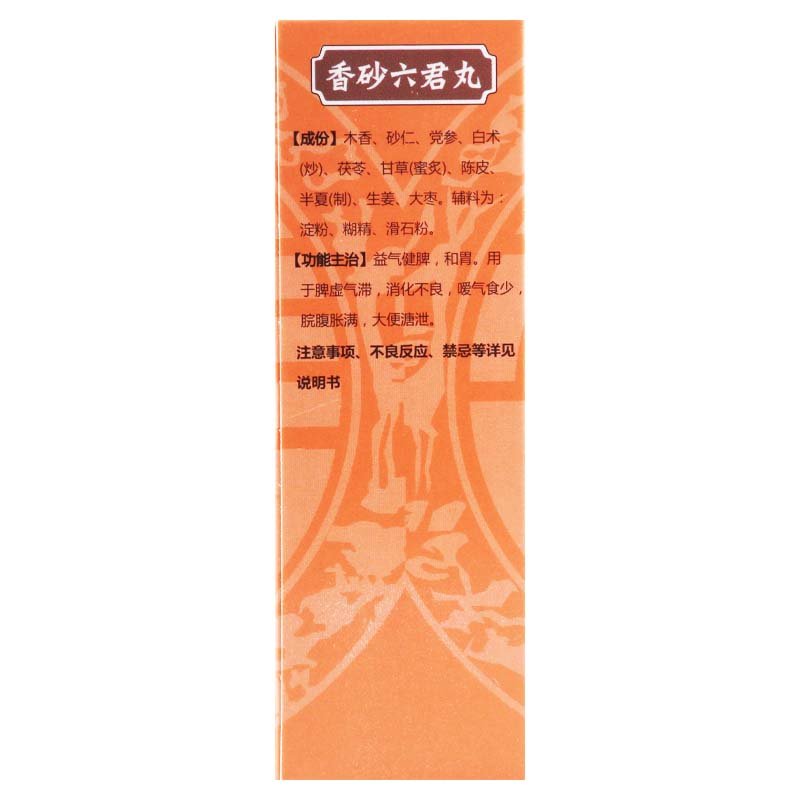 香砂六君丸
【成份】木香、砂仁、党参、白术
(炒)、茯苓、甘草(蜜炙)、陈皮、
半夏(制)、生姜、大枣。辅料为：
淀粉、糊精、滑石粉。
【功能主治】益气健脾，和胃。用
于脾虚气滞，消化不良，嗳气食少，
脘腹胀满，大便溏泄。
注意事项、不良反应、禁忌等详见
说明书